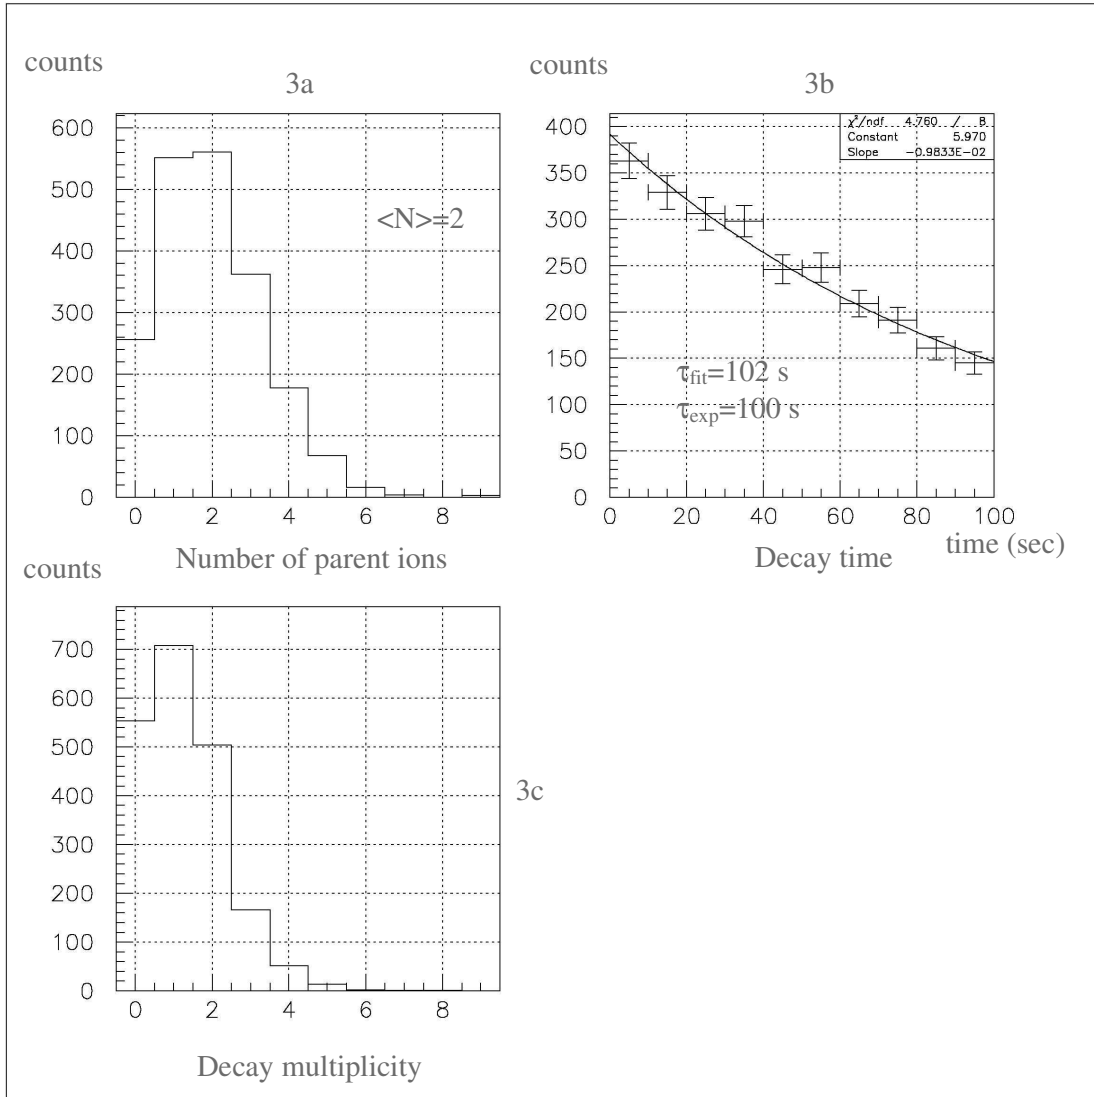 counts
3a
600
500
400
300
200
100
0
0 2 4 6 8
<N>=2
Number of parent ions
counts
3b
χ²/ndf 4.760 / 8
Constant 5.970
Slope -0.9833E-02
400
350
300
250
200
150
100
50
0
0 20 40 60 80 100
τfit=102 s
τexp=100 s
Decay time
time (sec)
counts
700
600
500
400
300
200
100
0
0 2 4 6 8
3c
Decay multiplicity